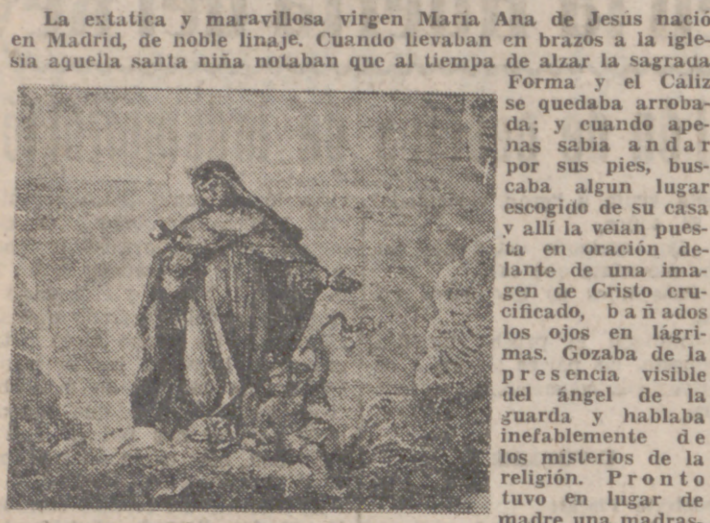 La extatica y maravillosa virgen María Ana de Jesús nació
en Madrid, de noble linaje. Cuando llevaban en brazos a la igle-
sia aquella santa niña notaban que al tiempo de alzar la sagrada
Forma y el Cáliz
se quedaba arroba-
da; y cuando ape-
nas sabía andar
por sus pies, bus-
caba algun lugar
escogido de su casa
y allí la veían pues-
ta en oración de-
lante de una ima-
gen de Cristo cru-
cificado, bañados
los ojos en lágri-
mas. Gozaba de la
presencia visible
del ángel de la
guarda y hablaba
inefablemente de
los misterios de la
religión. Pronto
tuvo en lugar de
madre una madras-